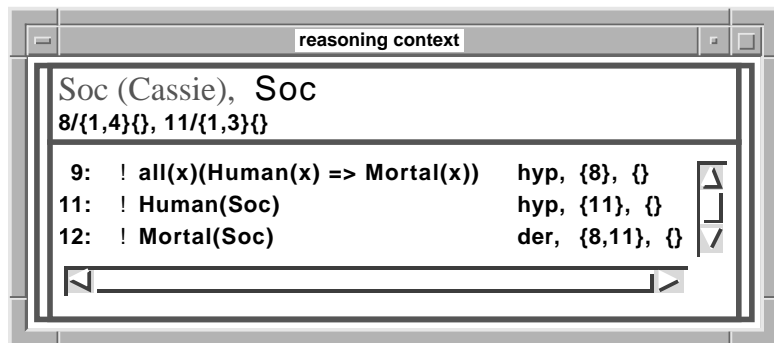 reasoning context
Soc (Cassie), Soc
8/{1,4}{}, 11/{1,3}{}
9: ! all(x)(Human(x) => Mortal(x)) hyp, {8}, {}
11: ! Human(Soc) hyp, {11}, {}
12: ! Mortal(Soc) der, {8,11}, {}